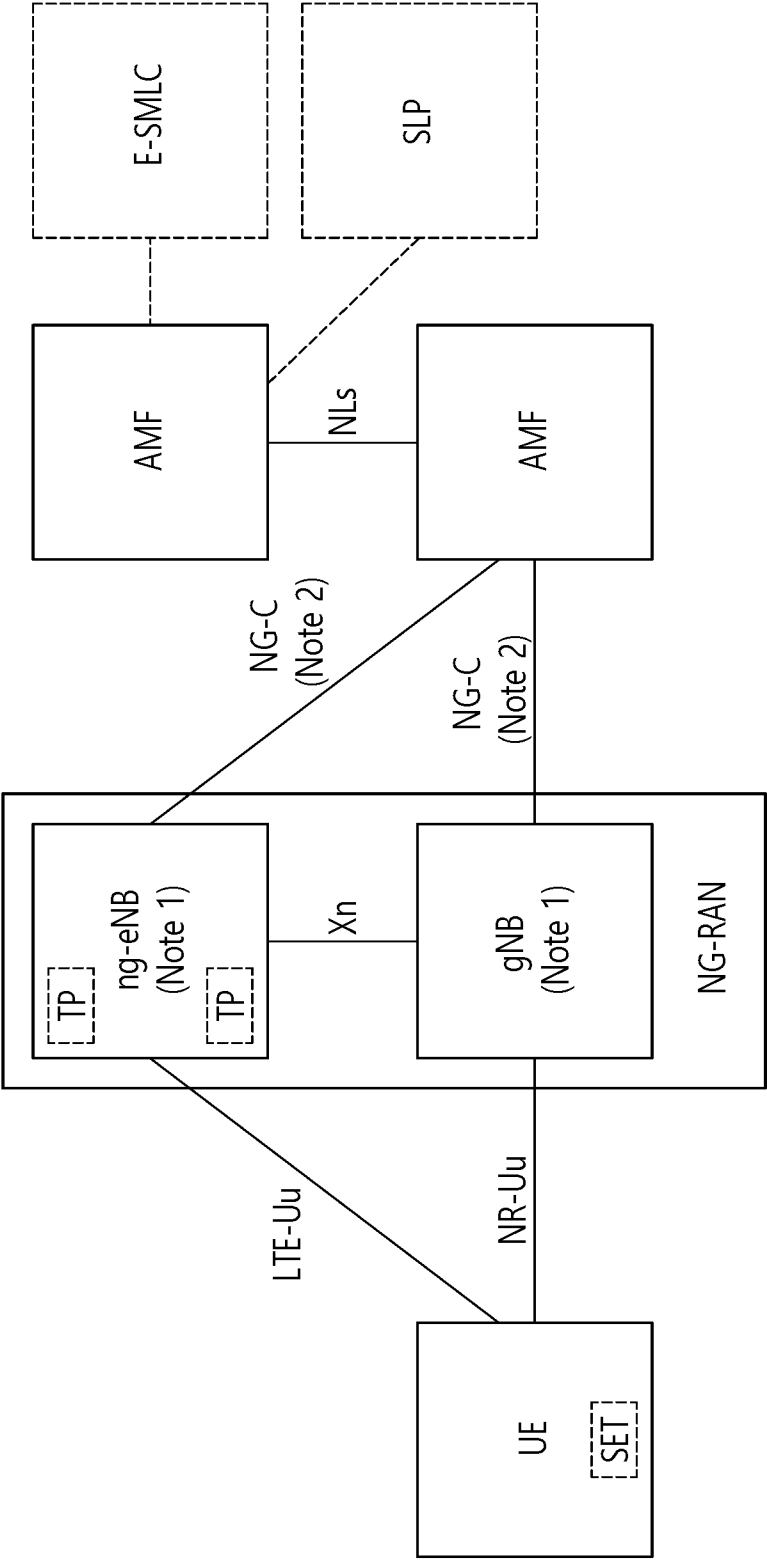 TP
ng-eNB
(Note 1)
TP
AMF
E-SMLC
LTE-Uu
NG-C
(Note 2)
Xn
NLs
SLP
UE
SET
NR-Uu
gNB
(Note 1)
NG-C
(Note 2)
AMF
NG-RAN